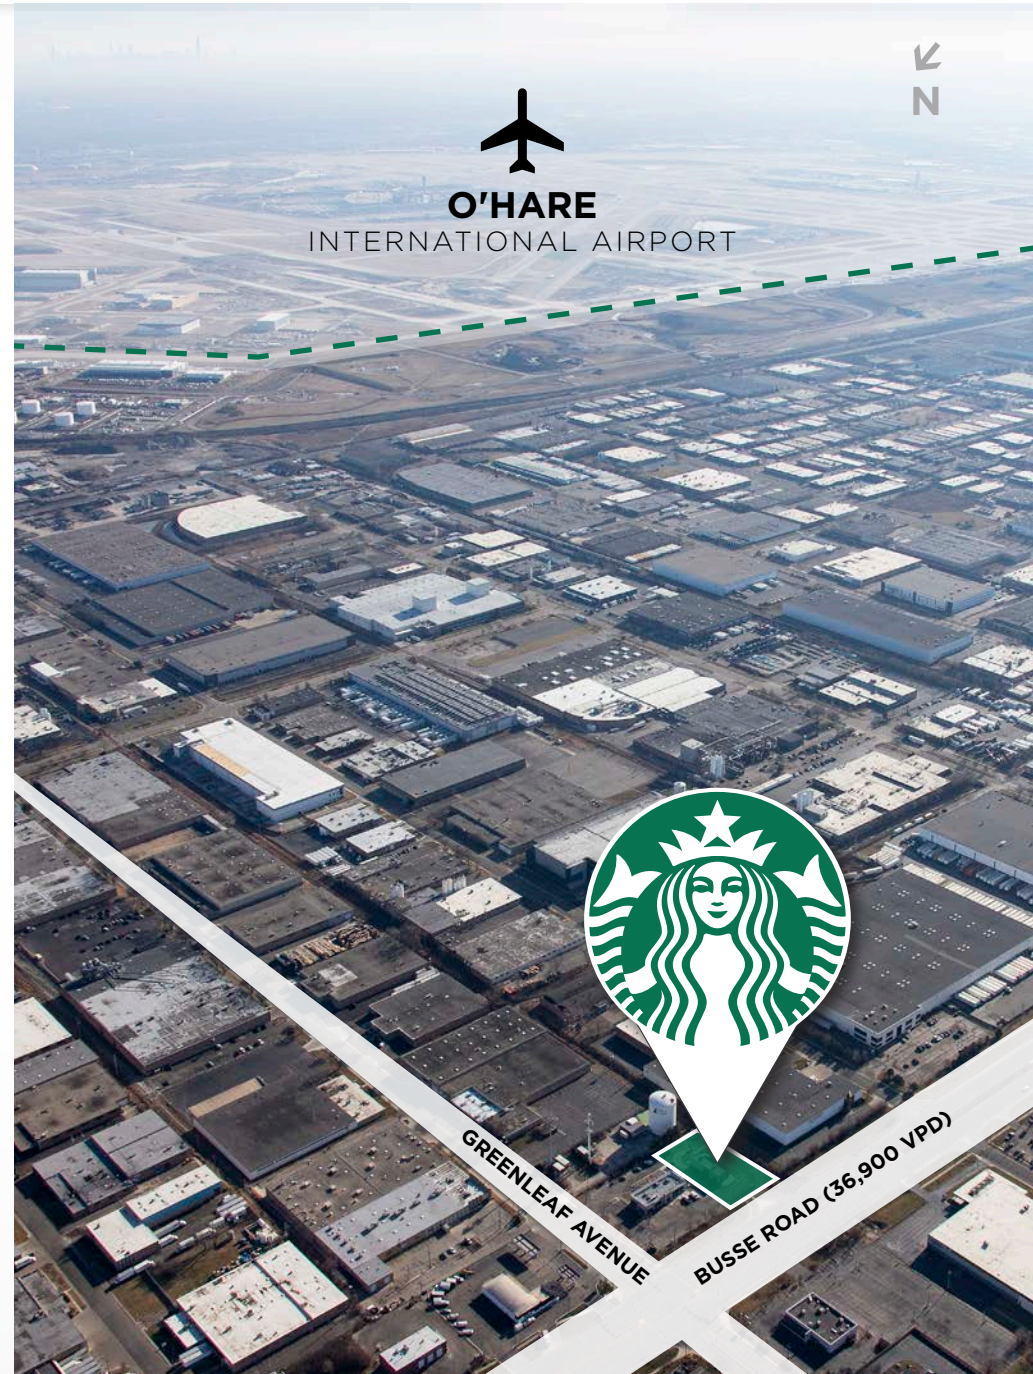 N
O'HARE
INTERNATIONAL AIRPORT
GREENLEAF AVENUE
BUSSE ROAD (36,900 VPD)